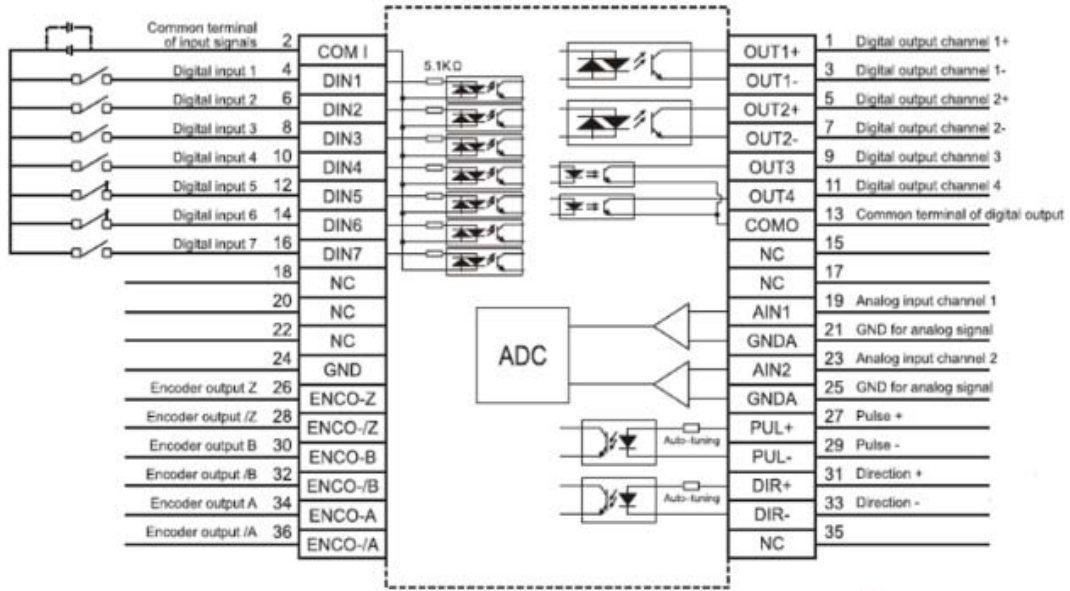 Common terminal
of input signals 2 COM I
Digital input 1 4 DIN1
Digital input 2 6 DIN2
Digital input 3 8 DIN3
Digital input 4 10 DIN4
Digital input 5 12 DIN5
Digital input 6 14 DIN6
Digital input 7 16 DIN7
18 NC
20 NC
22 NC
24 GND
Encoder output Z 26 ENCO-Z
Encoder output /Z 28 ENCO-/Z
Encoder output B 30 ENCO-B
Encoder output /B 32 ENCO-/B
Encoder output A 34 ENCO-A
Encoder output /A 36 ENCO-/A
5.1KΩ
ADC
Auto-tuning
Auto-tuning
OUT1+ 1 Digital output channel 1+
OUT1- 3 Digital output channel 1-
OUT2+ 5 Digital output channel 2+
OUT2- 7 Digital output channel 2-
OUT3 9 Digital output channel 3
OUT4 11 Digital output channel 4
COMO 13 Common terminal of digital output
NC 15
NC 17
AIN1 19 Analog input channel 1
GNDA 21 GND for analog signal
AIN2 23 Analog input channel 2
GNDA 25 GND for analog signal
PUL+ 27 Pulse +
PUL- 29 Pulse -
DIR+ 31 Direction +
DIR- 33 Direction -
NC 35